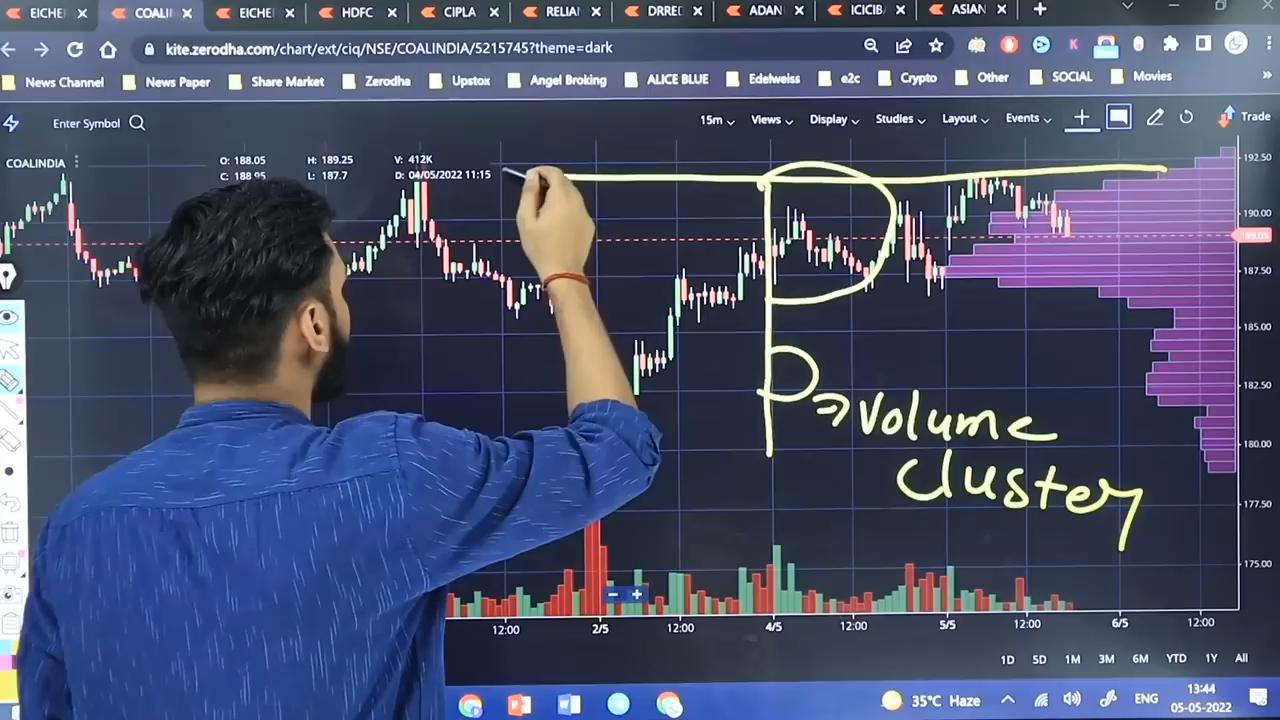 EICHE
COALI
EICHE
HDFC
CIPLA
RELIAN
DRRED
ADAN
ICICIB
ASIAN
kite.zerodha.com/chart/ext/ciq/NSE/COALINDIA/5215745?theme=dark
News Channel
News Paper
Share Market
Zerodha
Upstox
Angel Broking
ALICE BLUE
Edelweiss
e2c
Crypto
Other
SOCIAL
Movies
»
Enter Symbol
15m
Views
Display
Studies
Layout
Events
Trade
COALINDIA
O: 188.05 H: 189.25 V: 412K
C: 188.95 L: 187.7 D: 04/05/2022 11:15
192.50
190.00
189.05
187.50
185.00
182.50
180.00
177.50
175.00
P
P ⇒ Volume
cluster
12:00 2/5 12:00 4/5 12:00 5/5 12:00 6/5 12:00
1D 5D 1M 3M 6M YTD 1Y All
35°C Haze
ENG
13:44
05-05-2022